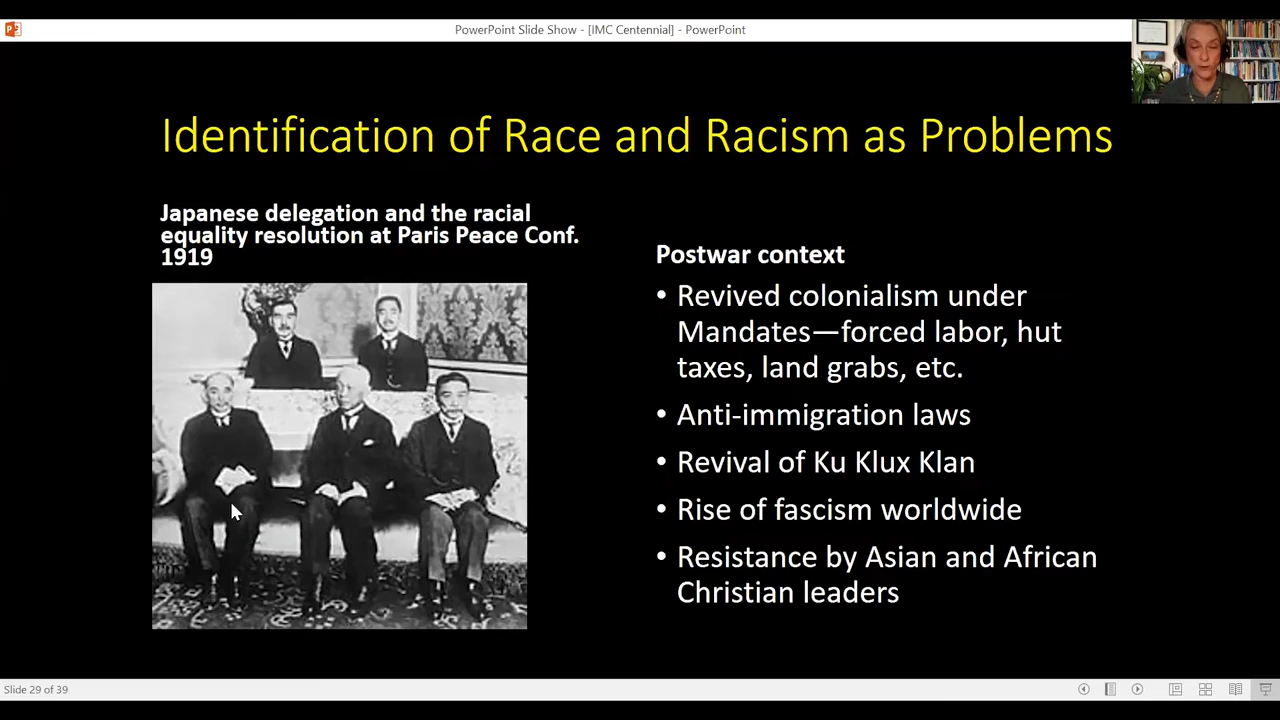 PowerPoint Slide Show - [IMC Centennial] - PowerPoint
Identification of Race and Racism as Problems
Japanese delegation and the racial
equality resolution at Paris Peace Conf.
1919
Postwar context
• Revived colonialism under
Mandates—forced labor, hut
taxes, land grabs, etc.
• Anti-immigration laws
• Revival of Ku Klux Klan
• Rise of fascism worldwide
• Resistance by Asian and African
Christian leaders
Slide 29 of 39